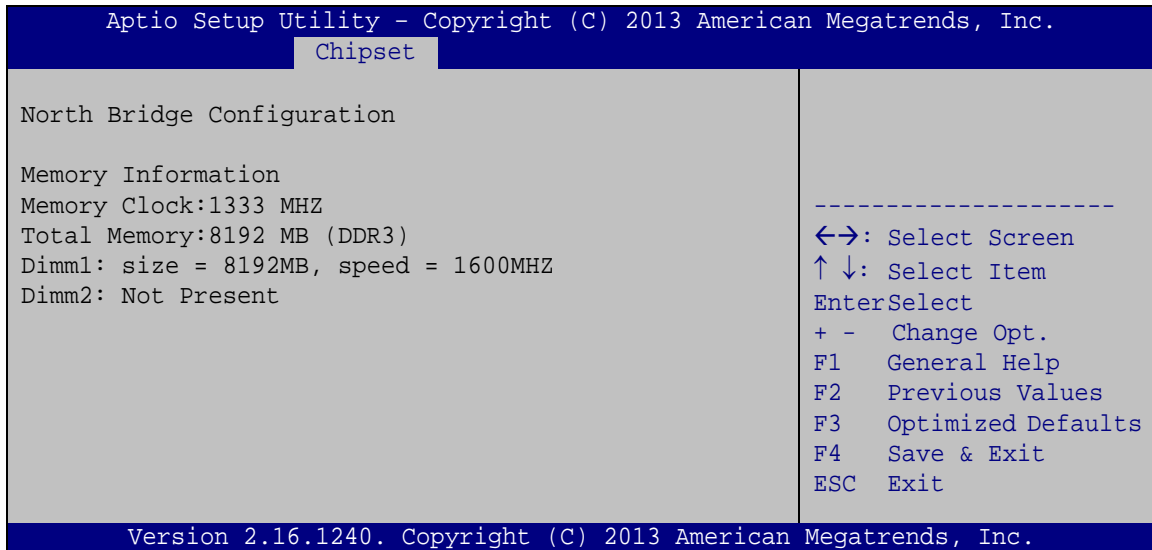 Aptio Setup Utility – Copyright (C) 2013 American Megatrends, Inc.
Chipset
North Bridge Configuration
Memory Information
Memory Clock:1333 MHZ
Total Memory:8192 MB (DDR3)
Dimm1: size = 8192MB, speed = 1600MHZ
Dimm2: Not Present
---------------------
←→: Select Screen
↑ ↓: Select Item
EnterSelect
+ - Change Opt.
F1 General Help
F2 Previous Values
F3 Optimized Defaults
F4 Save & Exit
ESC Exit
Version 2.16.1240. Copyright (C) 2013 American Megatrends, Inc.